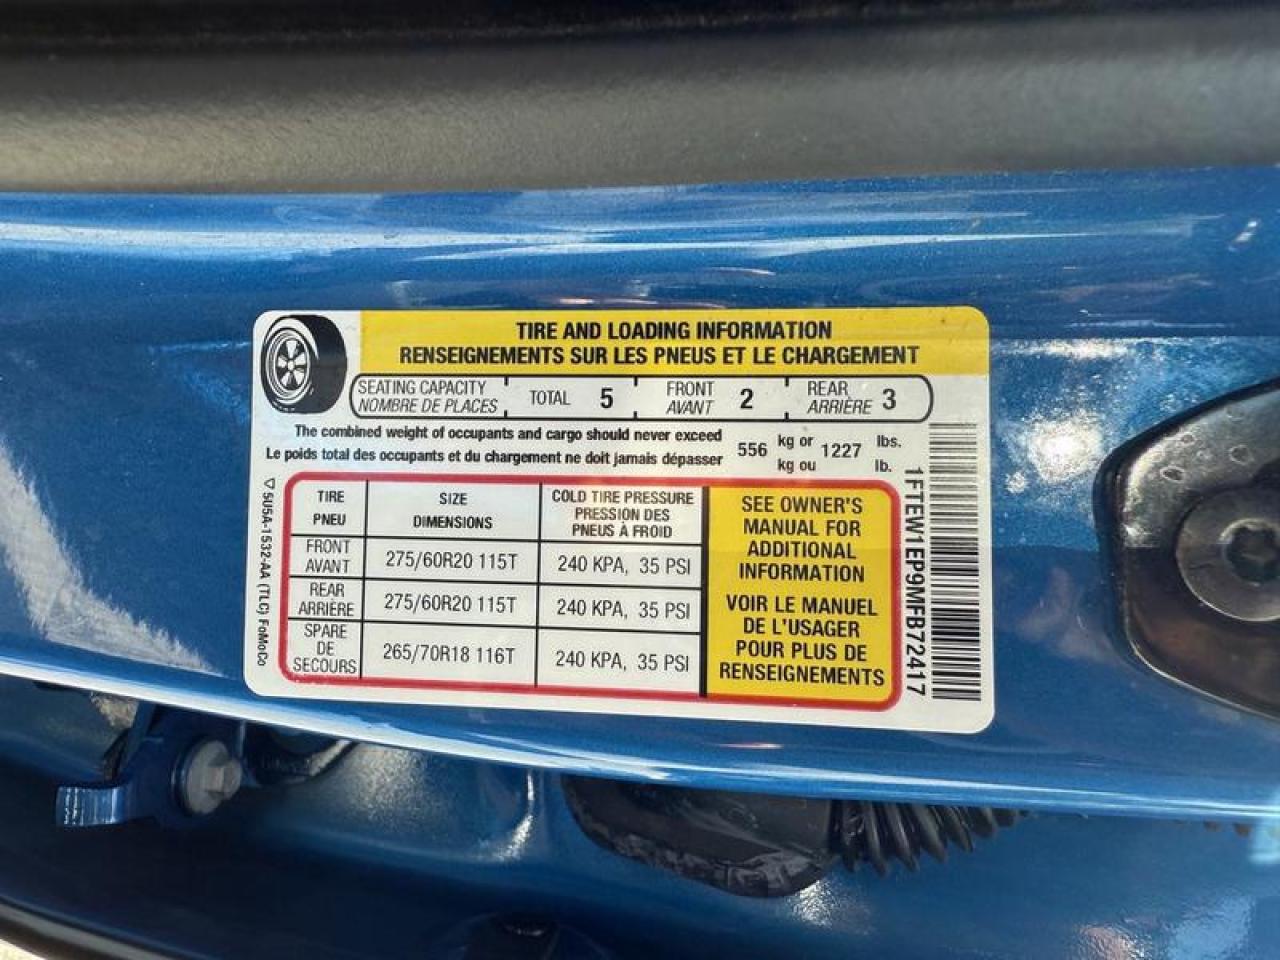 TIRE AND LOADING INFORMATION
RENSEIGNEMENTS SUR LES PNEUS ET LE CHARGEMENT
SEATING CAPACITY TOTAL 5 FRONT 2 REAR 3
NOMBRE DE PLACES AVANT ARRIÈRE
The combined weight of occupants and cargo should never exceed 556 kg or 1227 lbs.
Le poids total des occupants et du chargement ne doit jamais dépasser kg ou lb.
TIRE SIZE COLD TIRE PRESSURE
PNEU DIMENSIONS PRESSION DES
PNEUS À FROID
FRONT
AVANT 275/60R20 115T 240 KPA, 35 PSI
REAR
ARRIÈRE 275/60R20 115T 240 KPA, 35 PSI
SPARE
DE
SECOURS 265/70R18 116T 240 KPA, 35 PSI
SEE OWNER'S
MANUAL FOR
ADDITIONAL
INFORMATION
VOIR LE MANUEL
DE L'USAGER
POUR PLUS DE
RENSEIGNEMENTS
5U5A-1532-AA (TLC) FoMoCo
1FTEW1EP9MFB72417